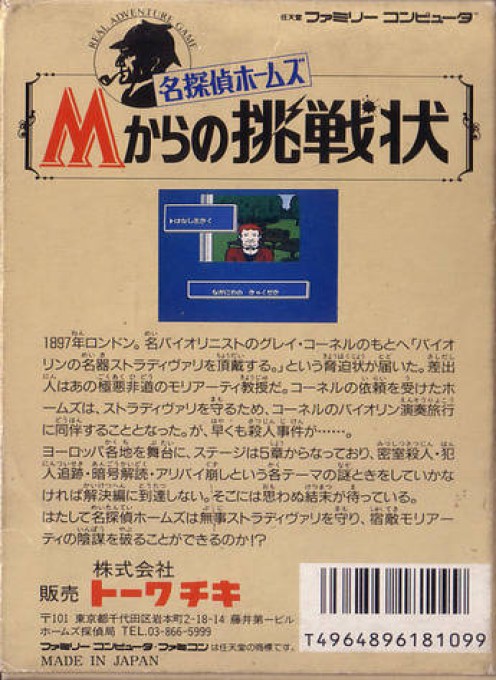 REAL ADVENTURE GAME
任天堂 ファミリー コンピュータ™
名探偵ホームズ
Mからの挑戦状
▶はなしをきく
1897年ロンドン。名バイオリニストのグレイ・コーネルのもとへ「バイオ
リンの名器ストラディヴァリを頂戴する。」という脅迫状が届いた。差出
人はあの極悪非道のモリアーティ教授だ。コーネルの依頼を受けたホ
ームズは、ストラディヴァリを守るため、コーネルのバイオリン演奏旅行
に同伴することとなった。が、早くも殺人事件が……。
ヨーロッパ各地を舞台に、ステージは5章からなっており、密室殺人・犯
人追跡・暗号解読・アリバイ崩しという各テーマの謎ときをしていかな
ければ解決編に到達しない。そこには思わぬ結末が待っている。
はたして名探偵ホームズは無事ストラディヴァリを守り、宿敵モリアー
ティの陰謀を破ることができるのか!?
株式会社
販売 トーワチキ
〒101 東京都千代田区岩本町2-18-14 藤井第一ビル
ホームズ探偵局 TEL.03-866-5999
ファミリー コンピュータ・ファミコンは任天堂の商標です。
MADE IN JAPAN
T4964896181099